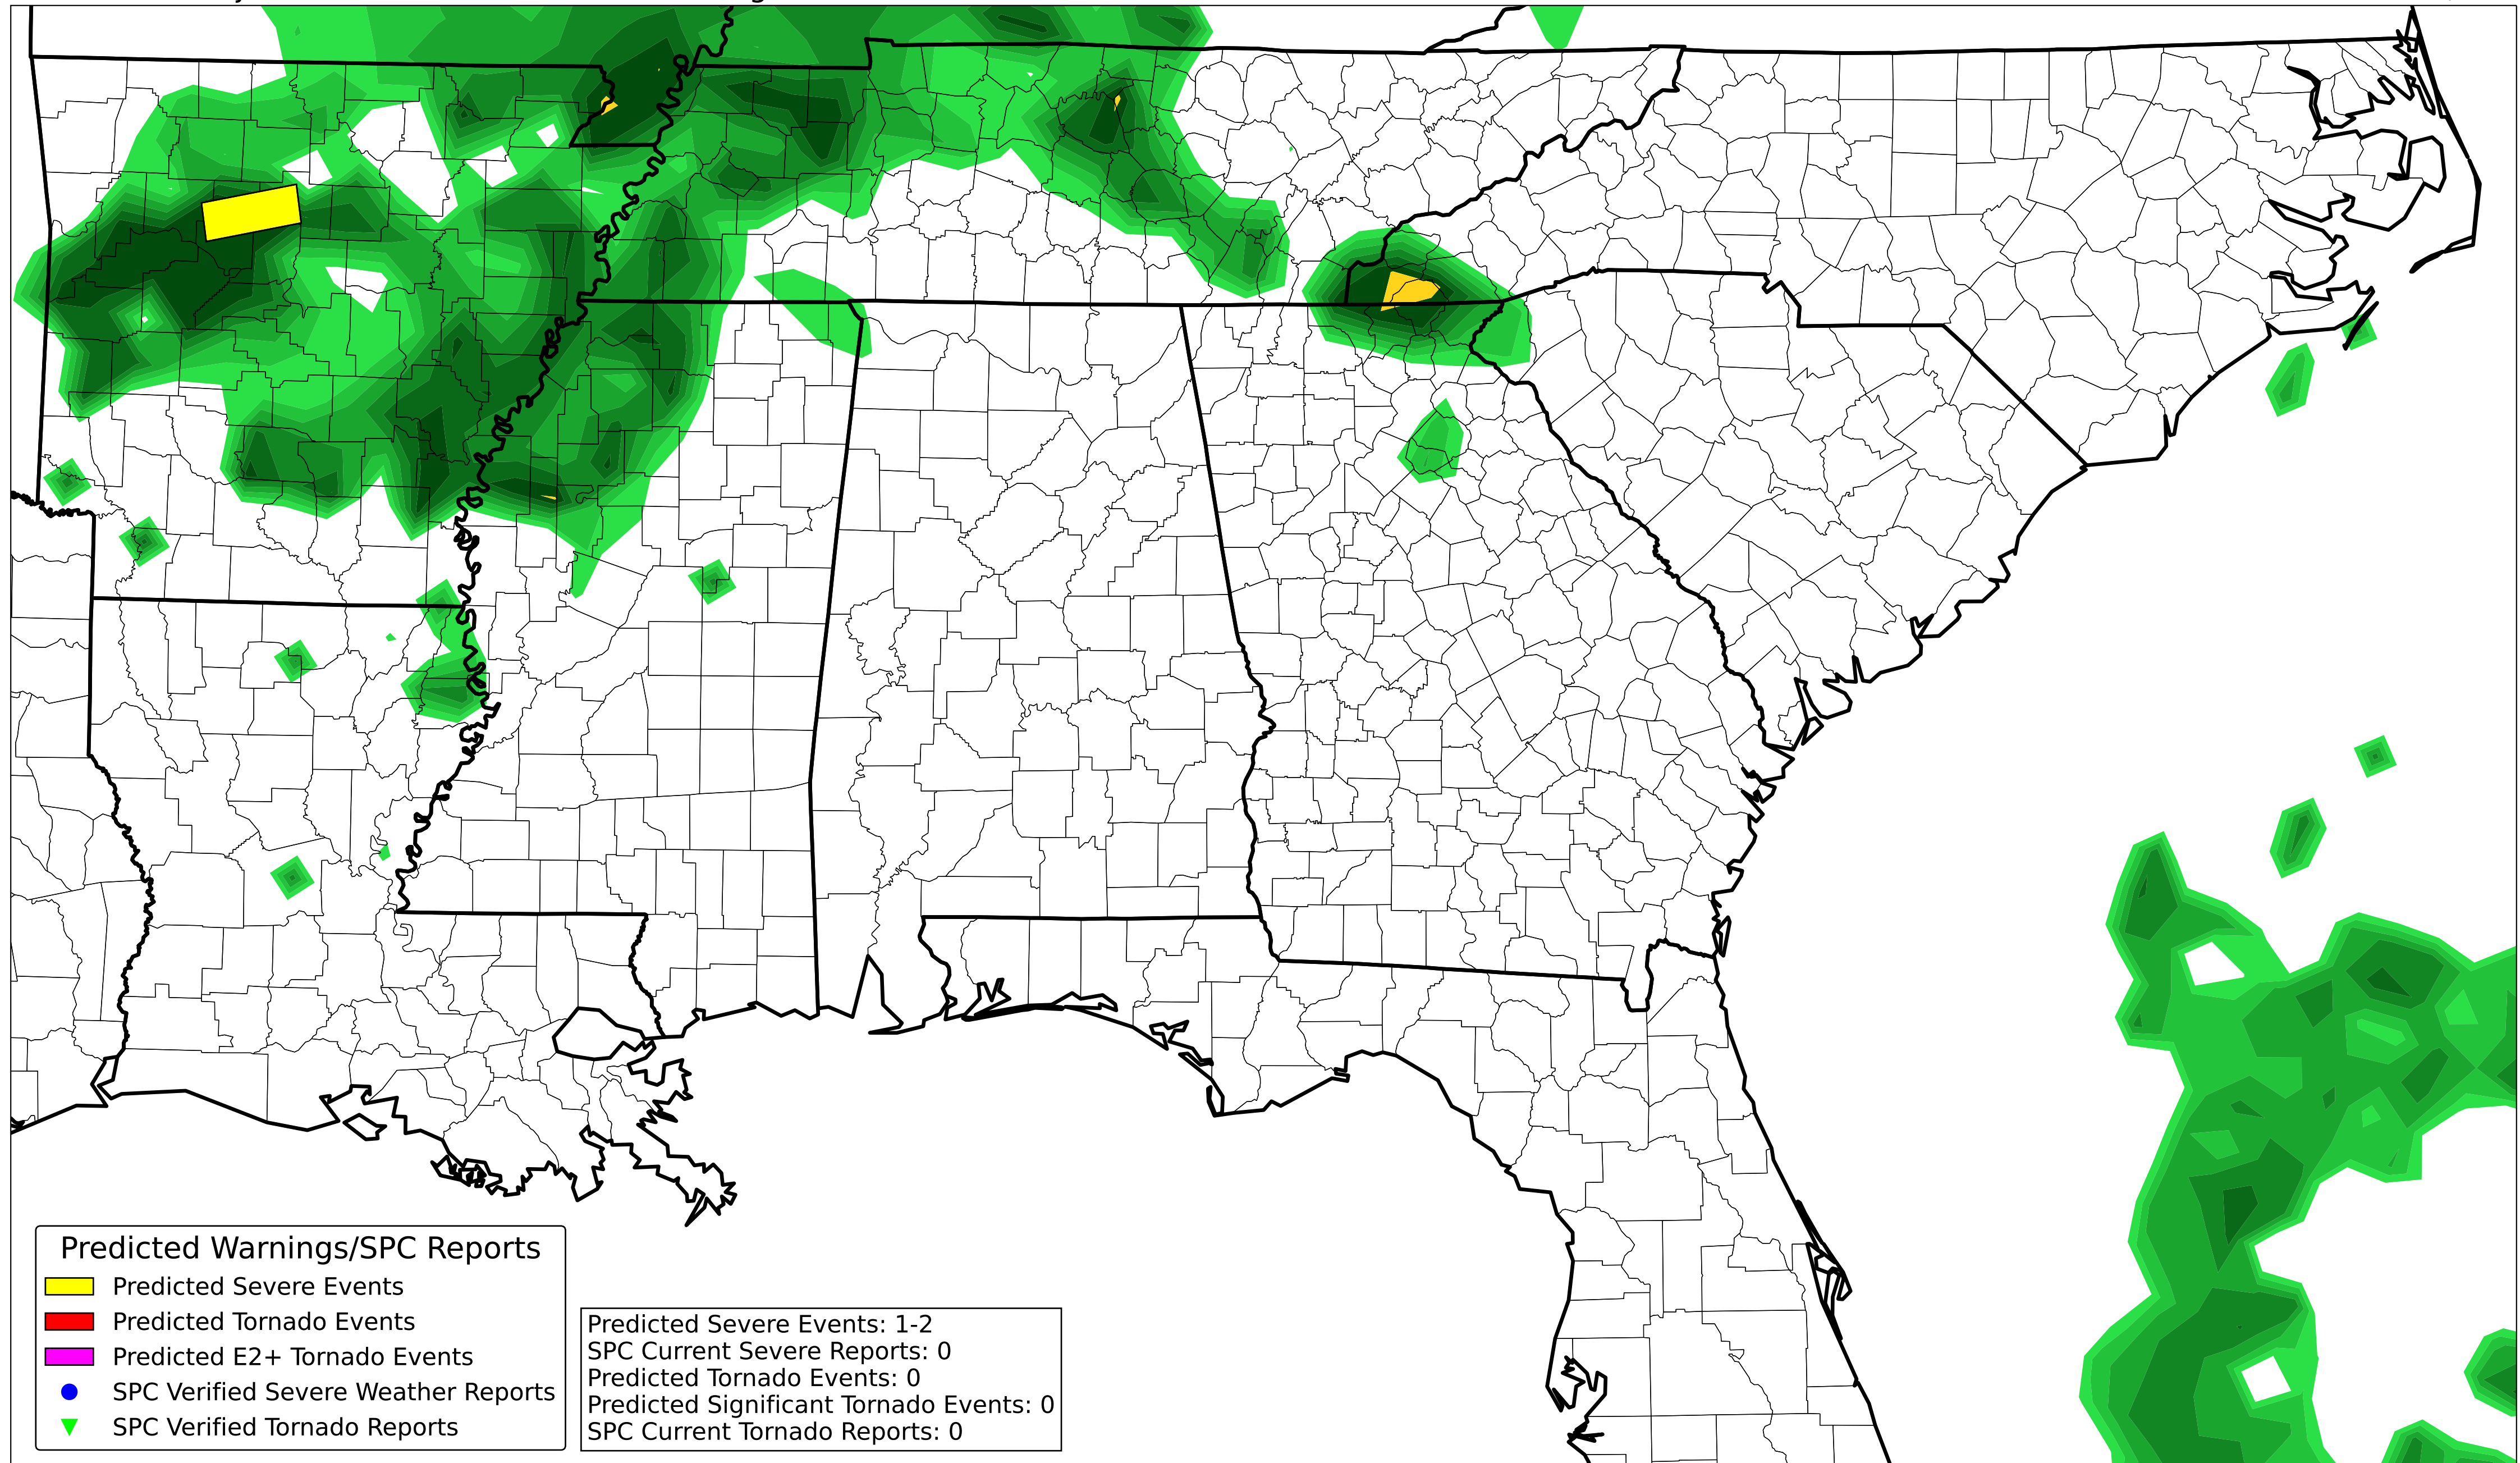 Predicted Warnings/SPC Reports
Predicted Severe Events
Predicted Tornado Events
Predicted E2+ Tornado Events
SPC Verified Severe Weather Reports
SPC Verified Tornado Reports
Predicted Severe Events: 1-2
SPC Current Severe Reports: 0
Predicted Tornado Events: 0
Predicted Significant Tornado Events: 0
SPC Current Tornado Reports: 0